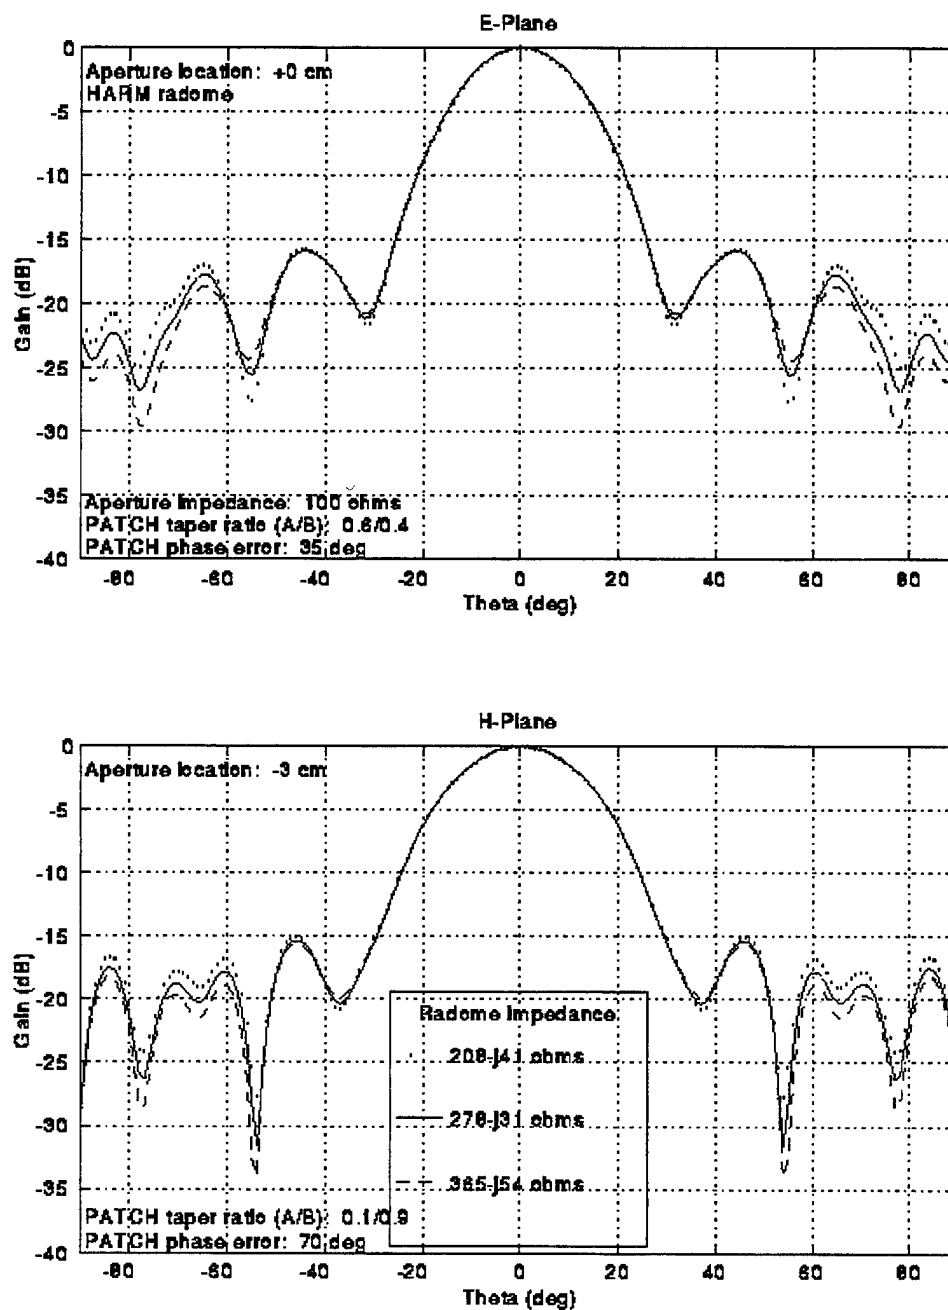 E-Plane
0
Aperture location: +0 cm
HARM radome
-5
-10
-15
-20
-25
-30
-35
Aperture Impedance: 100 ohms
PATCH taper ratio (A/B): 0.6/0.4
PATCH phase error: 35 deg
-40
-80 -60 -40 -20 0 20 40 60 80
Theta (deg)
Gain (dB)
H-Plane
0
Aperture location: -3 cm
-5
-10
-15
-20
-25
-30
-35
Radome Impedance
208-j41 ohms
278-j31 ohms
365-j54 ohms
PATCH taper ratio (A/B): 0.1/0.9
PATCH phase error: 70 deg
-40
-80 -60 -40 -20 0 20 40 60 80
Theta (deg)
Gain (dB)